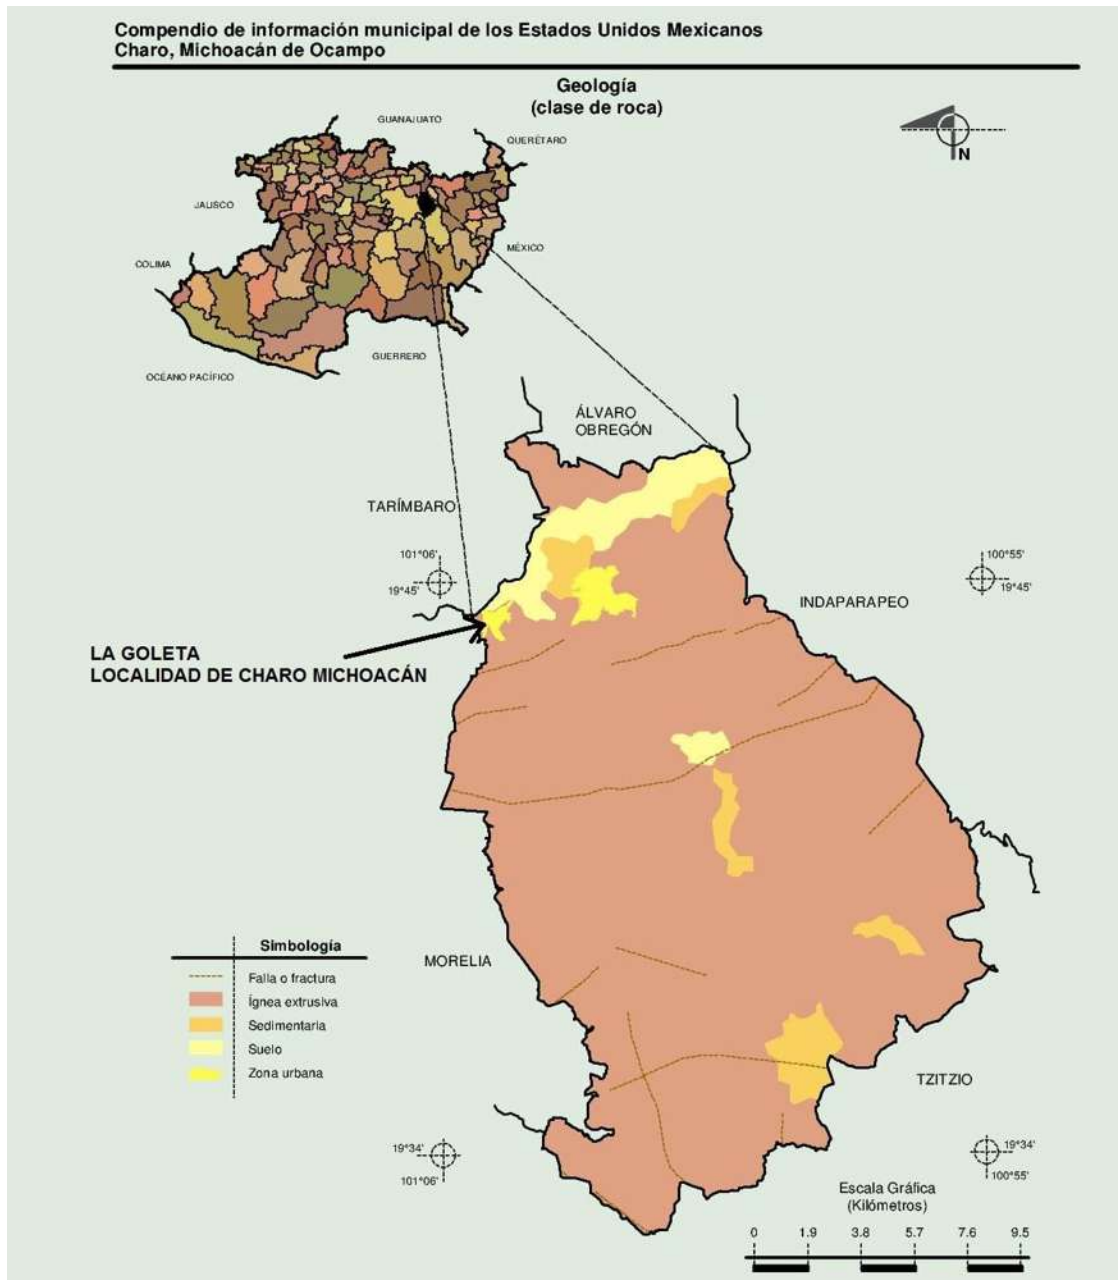 Compendio de información municipal de los Estados Unidos Mexicanos
Charo, Michoacán de Ocampo
Geología
(clase de roca)
GUANAJUATO
QUERÉTARO
N
JALISCO
MÉXICO
COLIMA
GUERRERO
OCÉANO PACÍFICO
ÁLVARO
OBREGÓN
TARÍMBARO
101°06'
19°45'
100°55'
19°45'
INDAPARAPEO
LA GOLETA
LOCALIDAD DE CHARO MICHOACÁN
MORELIA
Simbología
Falla o fractura
Ígnea extrusiva
Sedimentaria
Suelo
Zona urbana
TZITZIO
19°34'
101°06'
19°34'
100°55'
Escala Gráfica
(Kilómetros)
0 1.9 3.8 5.7 7.6 9.5